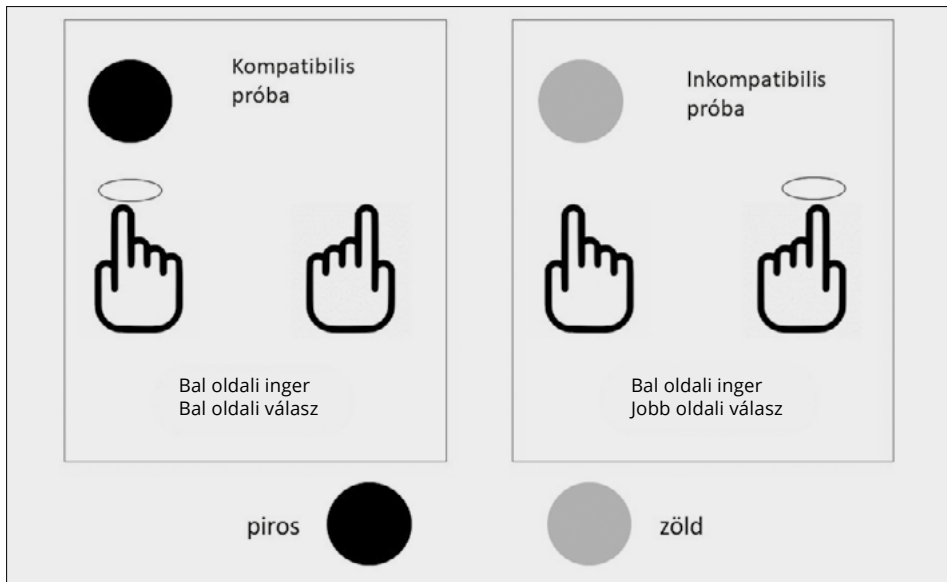 Kompatibilis
próba
Inkompatibilis
próba
Bal oldali inger
Bal oldali válasz
Bal oldali inger
Jobb oldali válasz
piros
zöld